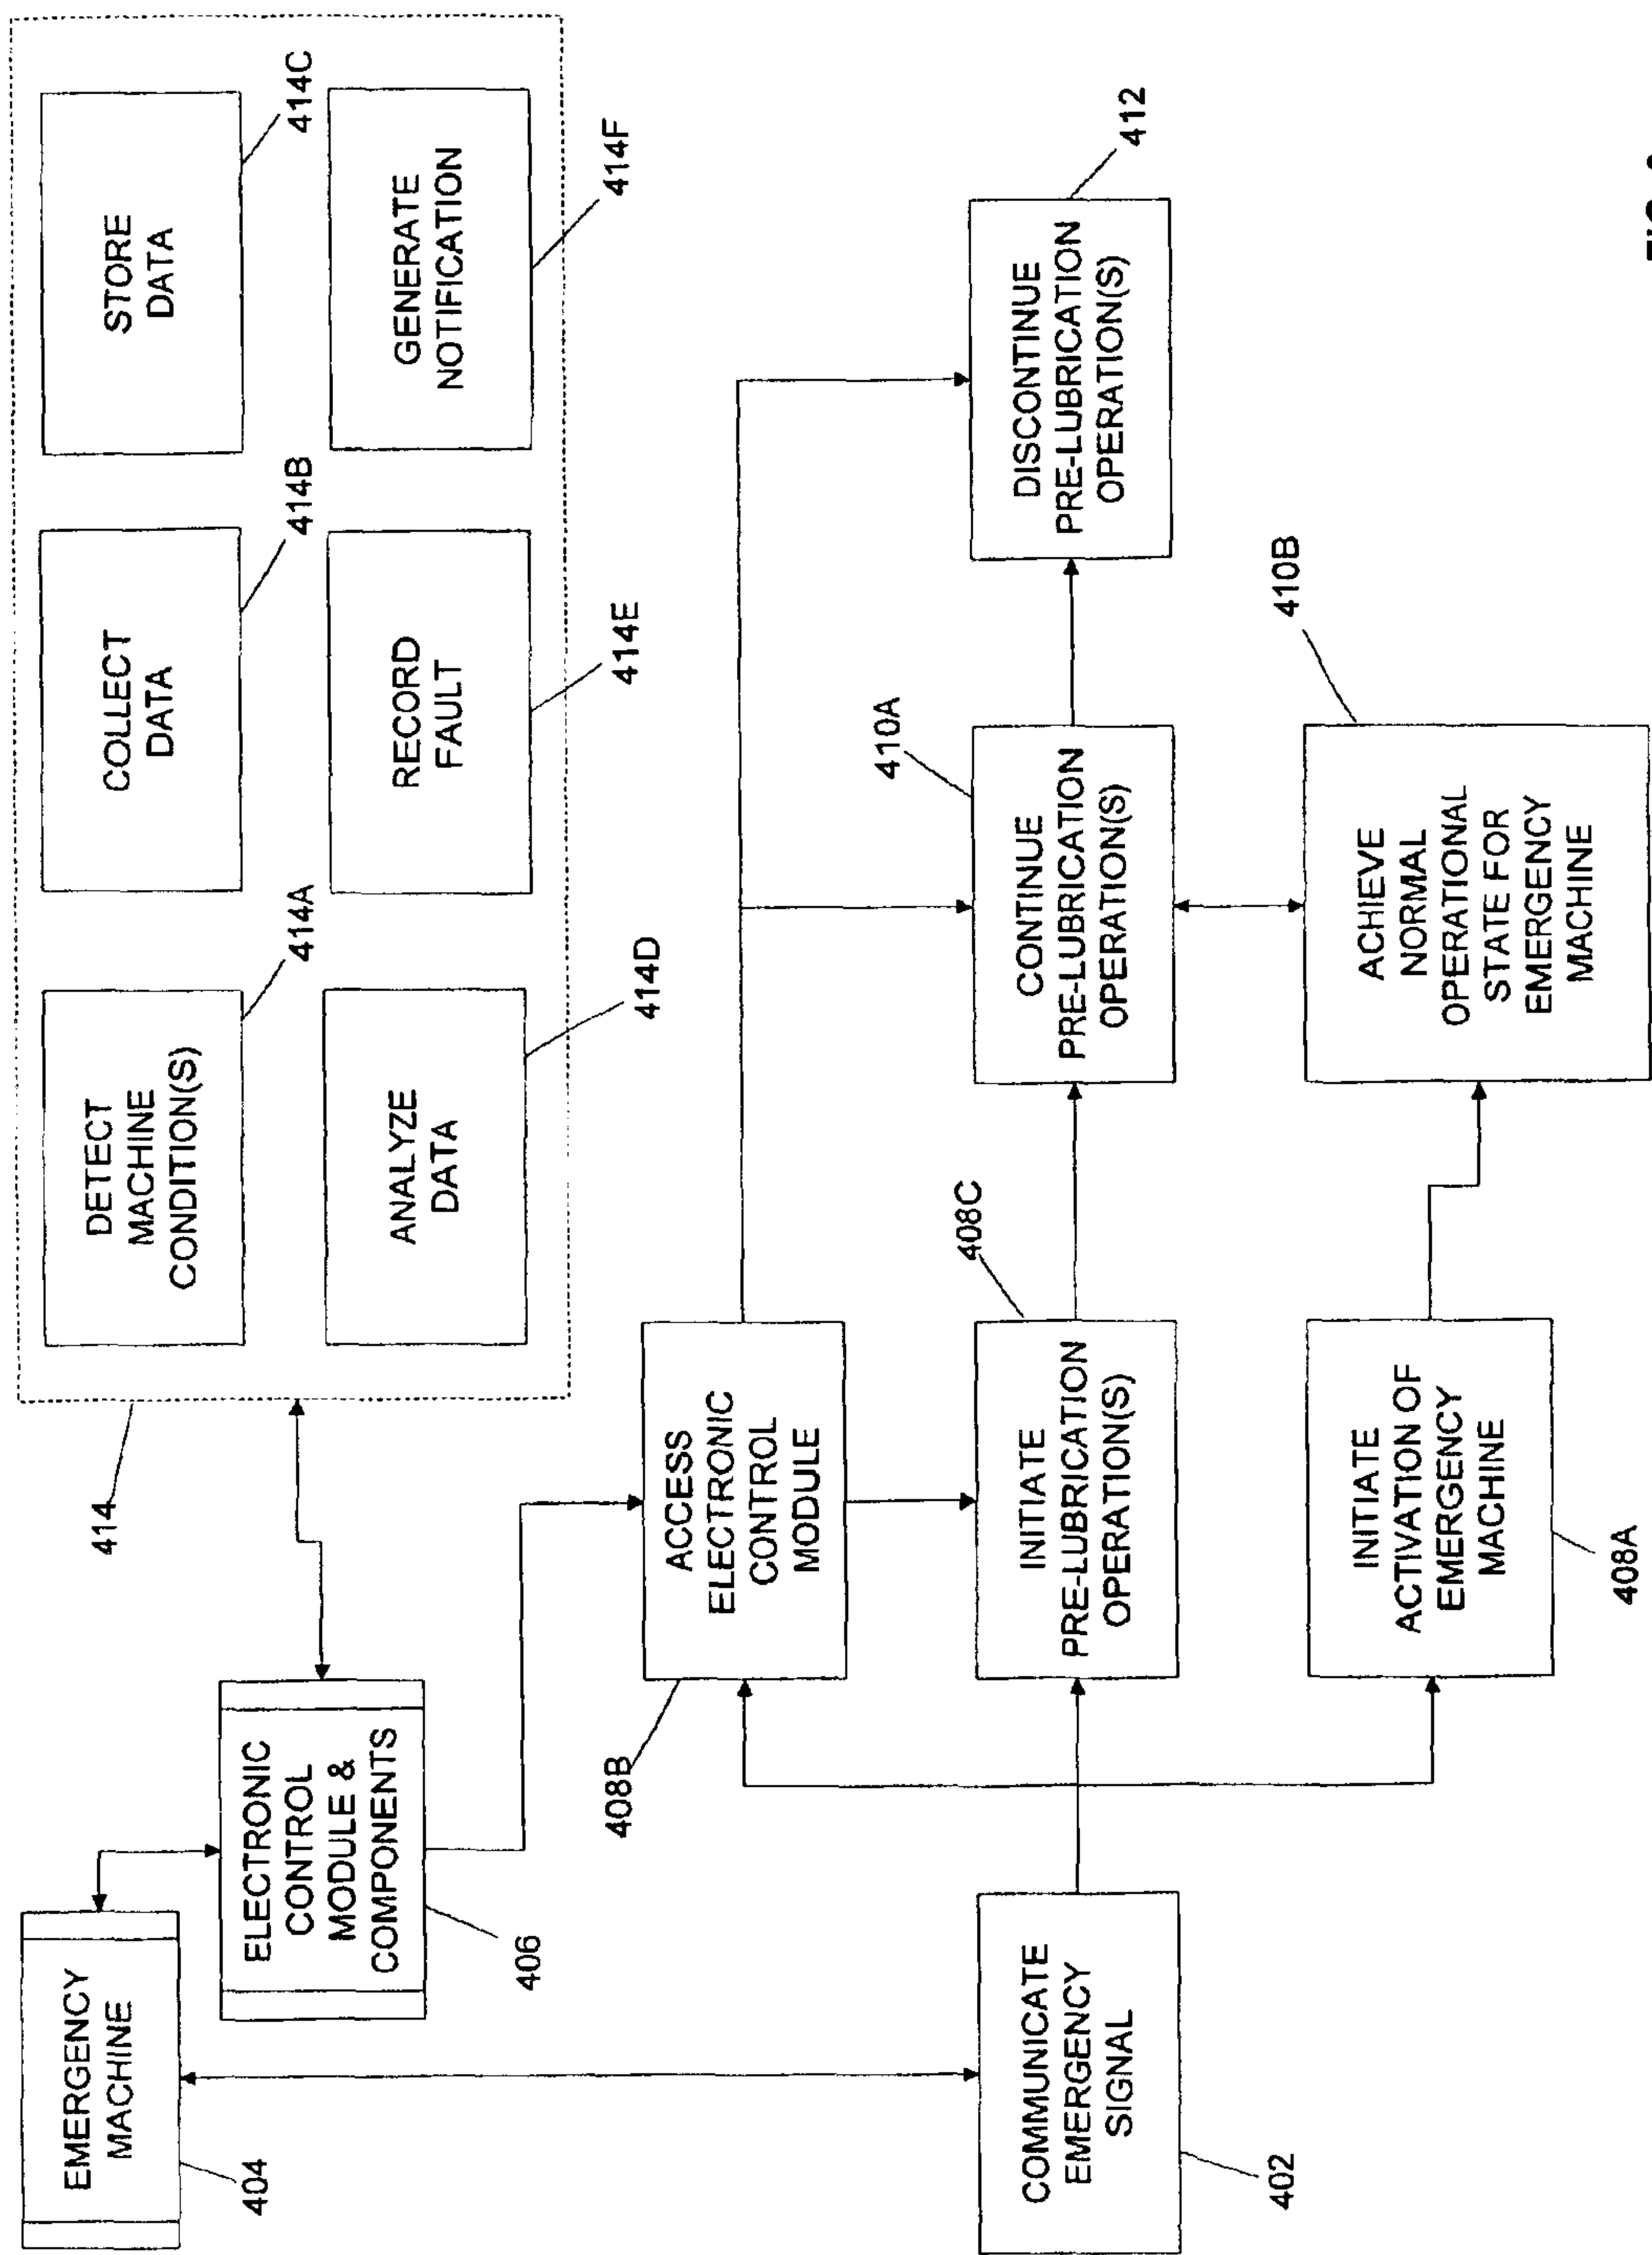 EMERGENCY
MACHINE
404
ELECTRONIC
CONTROL
MODULE &
COMPONENTS
406
414
DETECT
MACHINE
CONDITION(S)
414A
COLLECT
DATA
414B
STORE
DATA
414C
ANALYZE
DATA
414D
RECORD
FAULT
414E
GENERATE
NOTIFICATION
414F
408B
ACCESS
ELECTRONIC
CONTROL
MODULE
COMMUNICATE
EMERGENCY
SIGNAL
402
INITIATE
PRE-LUBRICATION
OPERATION(S)
408C
CONTINUE
PRE-LUBRICATION
OPERATION(S)
410A
DISCONTINUE
PRE-LUBRICATION
OPERATION(S)
412
INITIATE
ACTIVATION OF
EMERGENCY
MACHINE
408A
ACHIEVE
NORMAL
OPERATIONAL
STATE FOR
EMERGENCY
MACHINE
410B